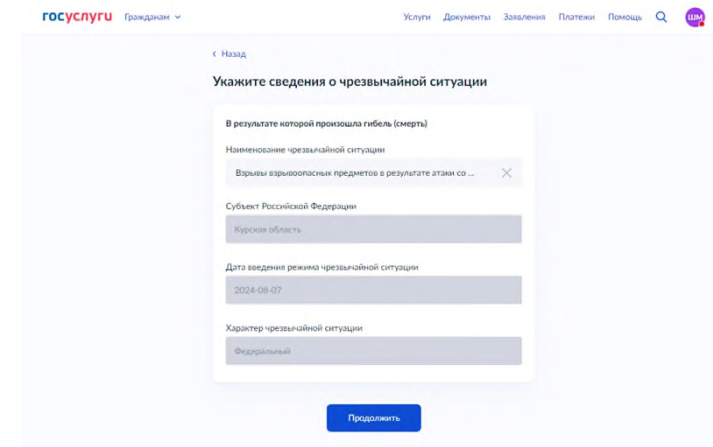 госуслуги Гражданам Услуги Документы Заявления Платежи Помощь ШМ
Назад
Укажите сведения о чрезвычайной ситуации
В результате которой произошла гибель (смерть)
Наименование чрезвычайной ситуации
Взрывы взрывоопасных предметов в результате атаки со ...
Субъект Российской Федерации
Курская область
Дата введения режима чрезвычайной ситуации
2024-08-07
Характер чрезвычайной ситуации
Федеральный
Продолжить